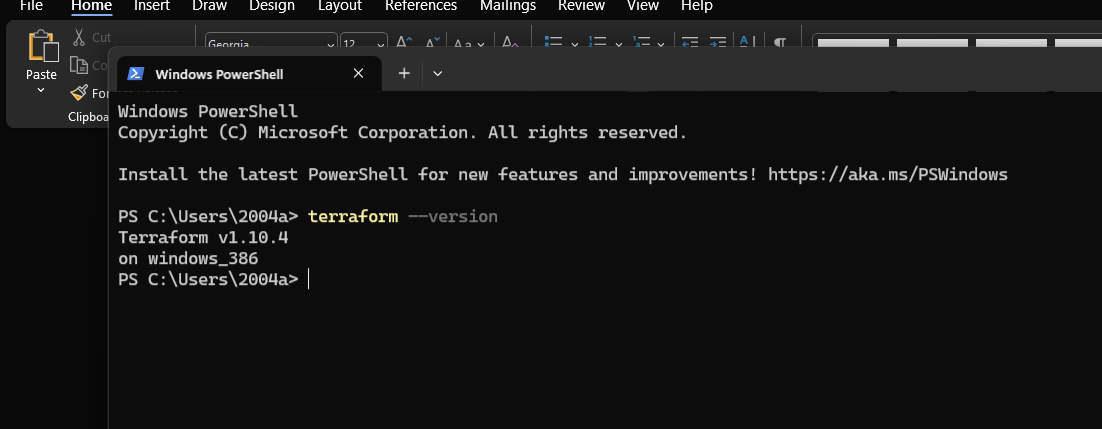 File Home Insert Draw Design Layout References Mailings Review View Help
Cut
Georgia 12 Aa
Paste
Windows PowerShell
Clipboa
Windows PowerShell
Copyright (C) Microsoft Corporation. All rights reserved.
Install the latest PowerShell for new features and improvements! https://aka.ms/PSWindows
PS C:\Users\2004a> terraform --version
Terraform v1.10.4
on windows_386
PS C:\Users\2004a>